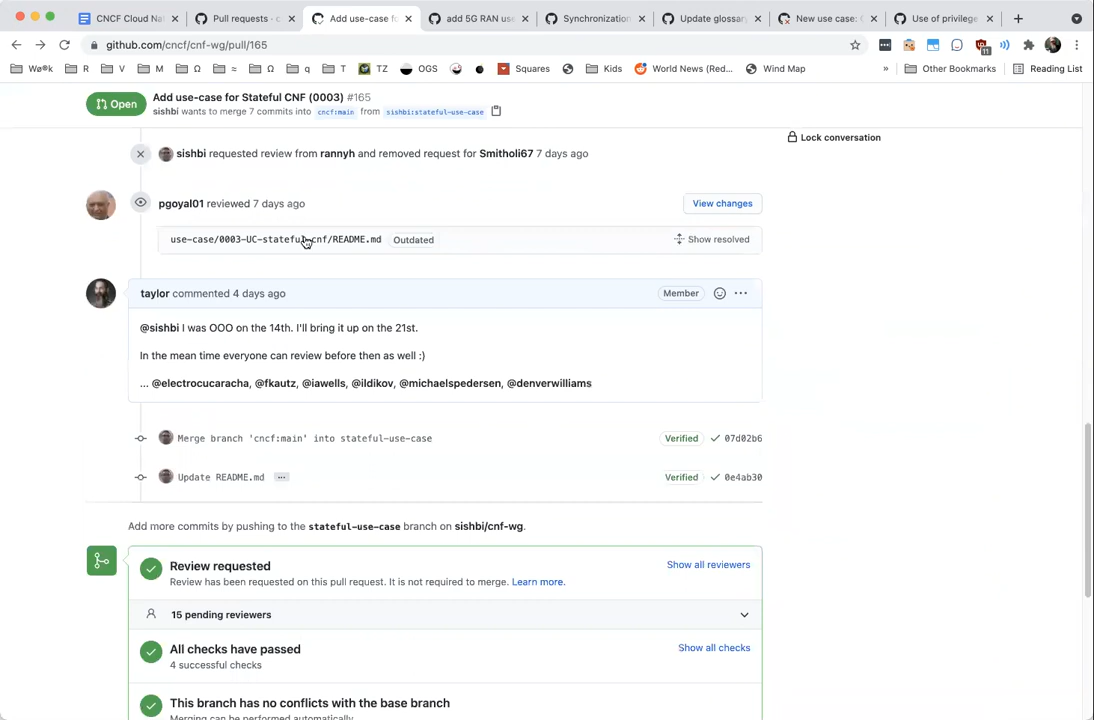 CNCF Cloud Na
Pull requests · c
Add use-case fo
add 5G RAN use
Synchronization
Update glossary
New use case: C
Use of privilege
github.com/cncf/cnf-wg/pull/165
Wø®k
R
V
M
Ω
≈
Ω
q
T
TZ
OGS
Squares
Kids
World News (Red...
Wind Map
»
Other Bookmarks
Reading List
Open
Add use-case for Stateful CNF (0003) #165
sishbi wants to merge 7 commits into cncf:main from sishbi:stateful-use-case
Lock conversation
sishbi requested review from rannyh and removed request for Smitholi67 7 days ago
pgoyal01 reviewed 7 days ago
View changes
use-case/0003-UC-stateful-cnf/README.md
Outdated
Show resolved
taylor commented 4 days ago
Member
@sishbi I was OOO on the 14th. I'll bring it up on the 21st.
In the mean time everyone can review before then as well :)
... @electrocucaracha, @fkautz, @iawells, @ildikov, @michaelspedersen, @denverwilliams
Merge branch 'cncf:main' into stateful-use-case
Verified
07d02b6
Update README.md
Verified
0e4ab30
Add more commits by pushing to the stateful-use-case branch on sishbi/cnf-wg.
Review requested
Show all reviewers
Review has been requested on this pull request. It is not required to merge. Learn more.
15 pending reviewers
All checks have passed
Show all checks
4 successful checks
This branch has no conflicts with the base branch
Merging can be performed automatically.